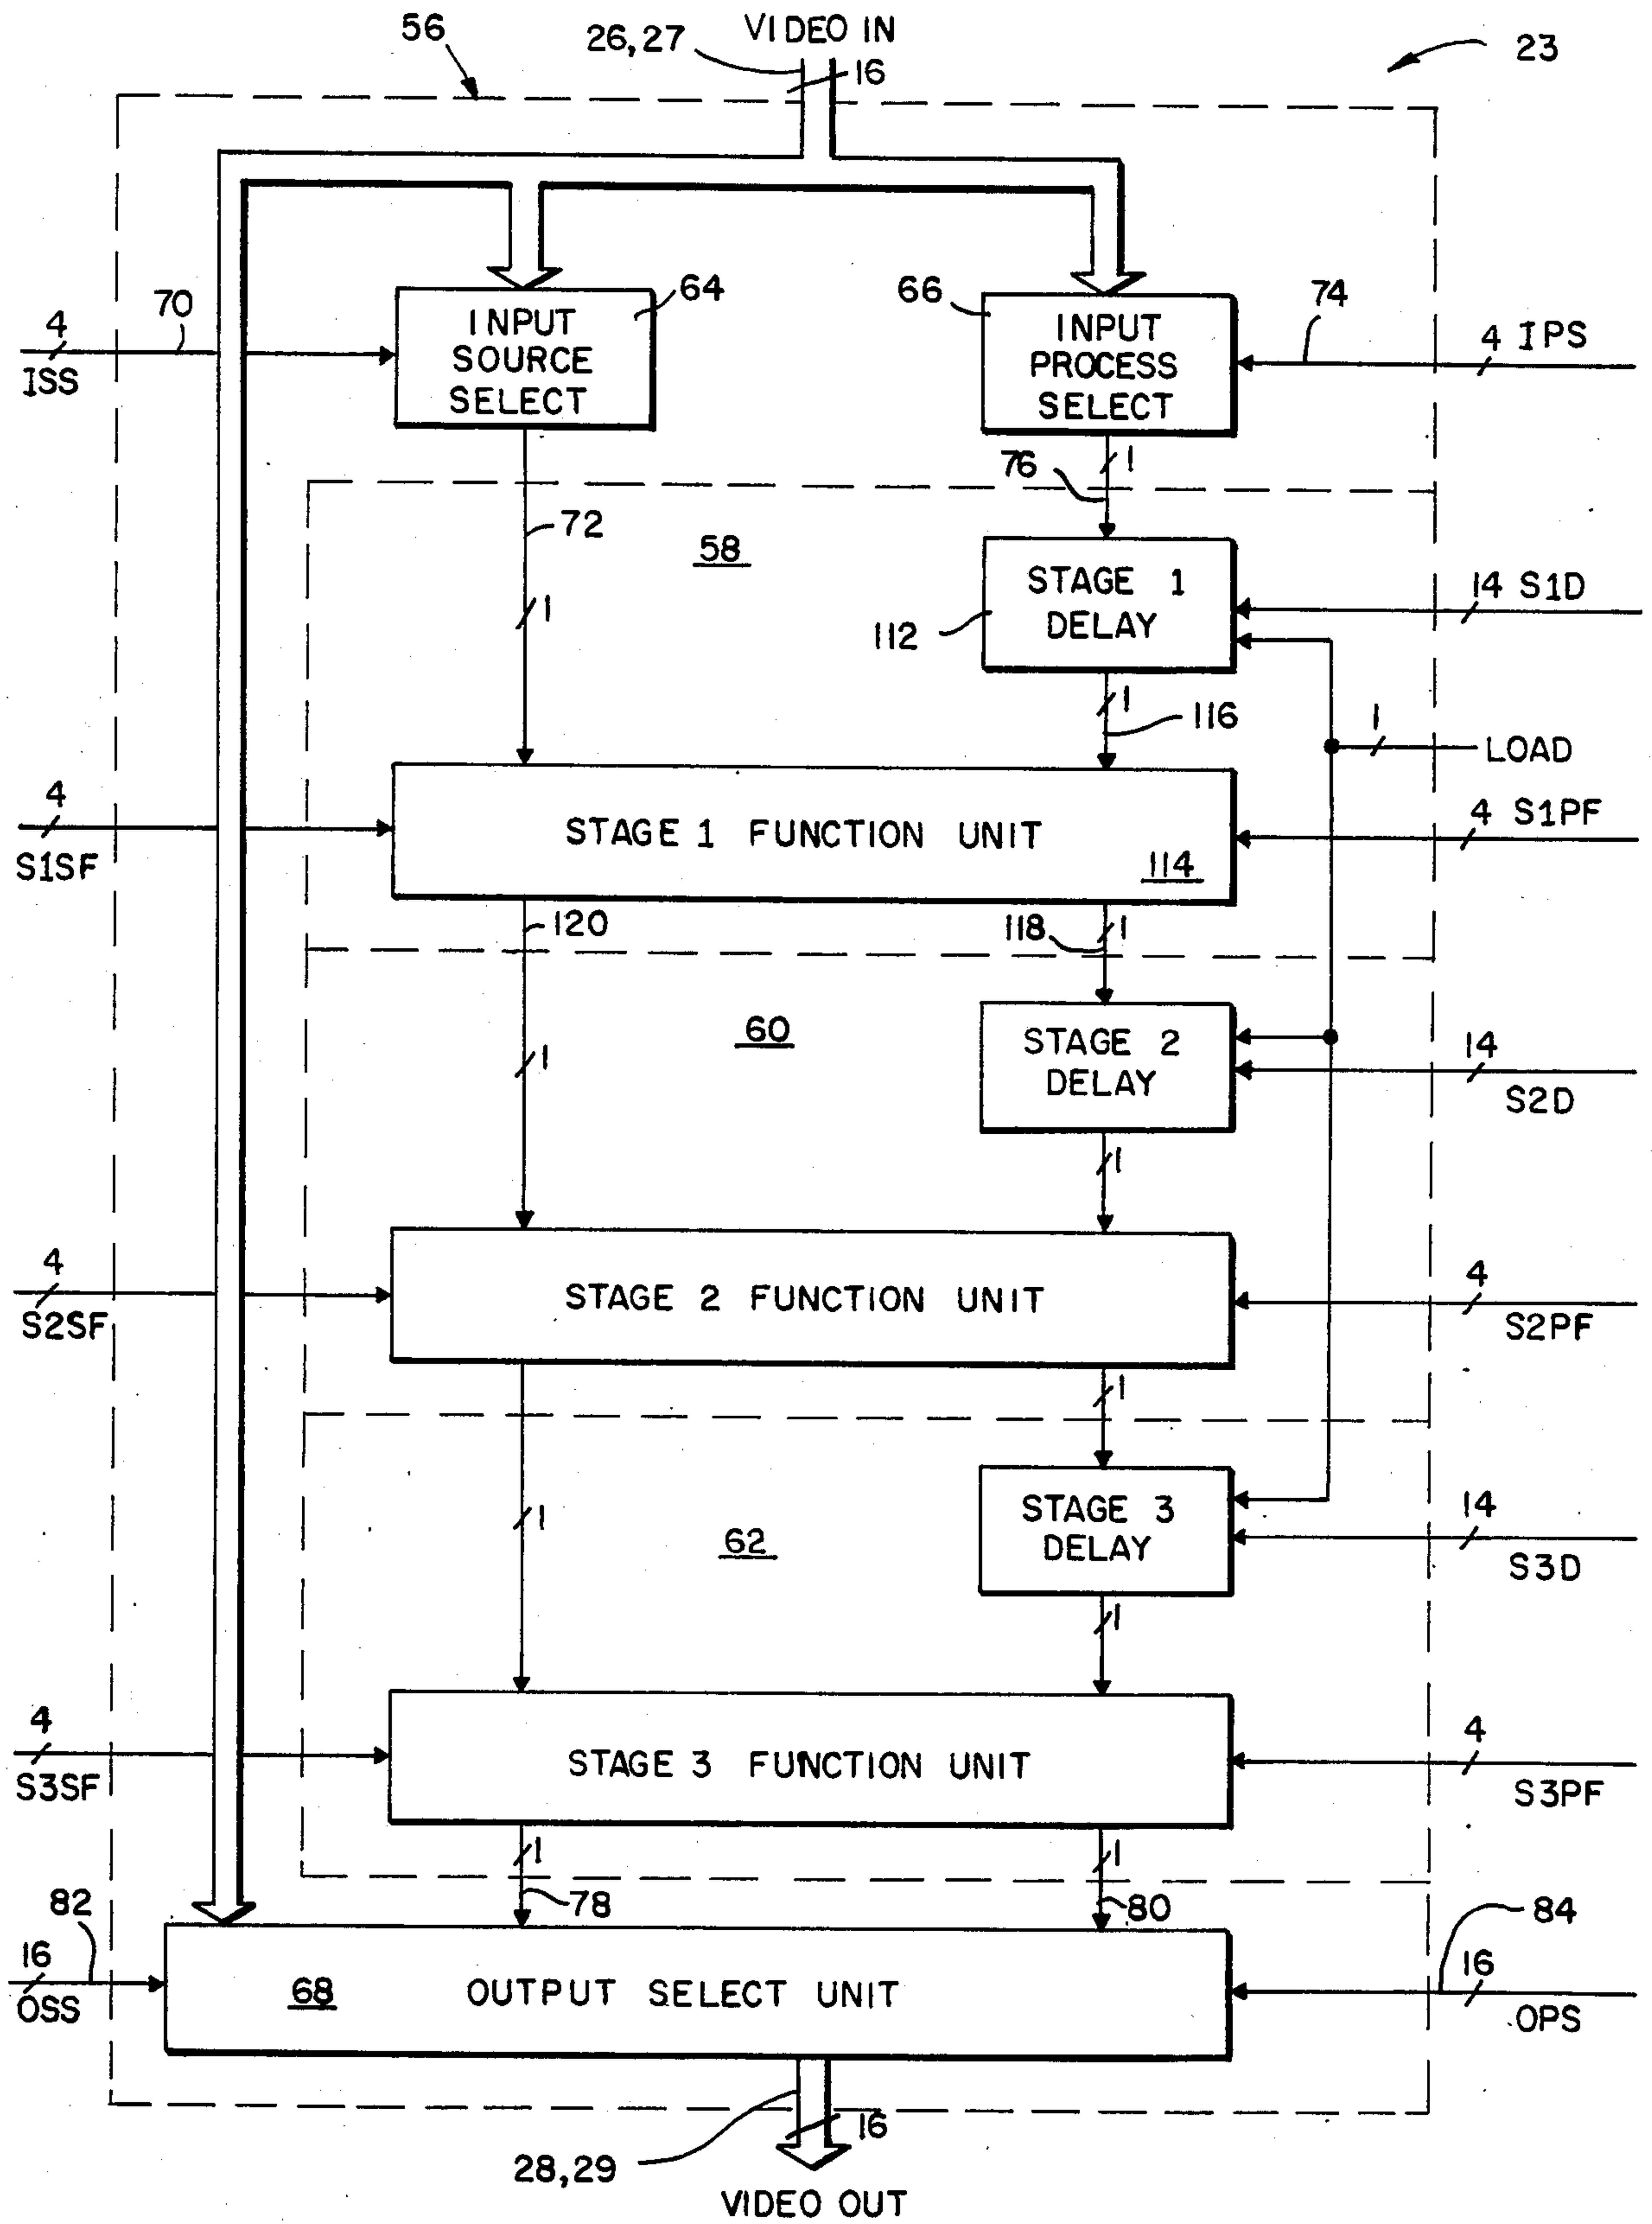 56
26,27
VIDEO IN
16
23
64
66
INPUT
SOURCE
SELECT
INPUT
PROCESS
SELECT
70
74
4
ISS
4 IPS
76
1
72
58
1
STAGE 1
DELAY
112
14 S1D
1
116
1
LOAD
4
S1SF
STAGE 1 FUNCTION UNIT
114
4 S1PF
120
118
1
60
1
STAGE 2
DELAY
14
S2D
1
4
S2SF
STAGE 2 FUNCTION UNIT
4
S2PF
1
1
62
STAGE 3
DELAY
14
S3D
1
4
S3SF
STAGE 3 FUNCTION UNIT
4
S3PF
1
1
78
80
82
84
16
OSS
68
OUTPUT SELECT UNIT
16
OPS
16
28,29
VIDEO OUT